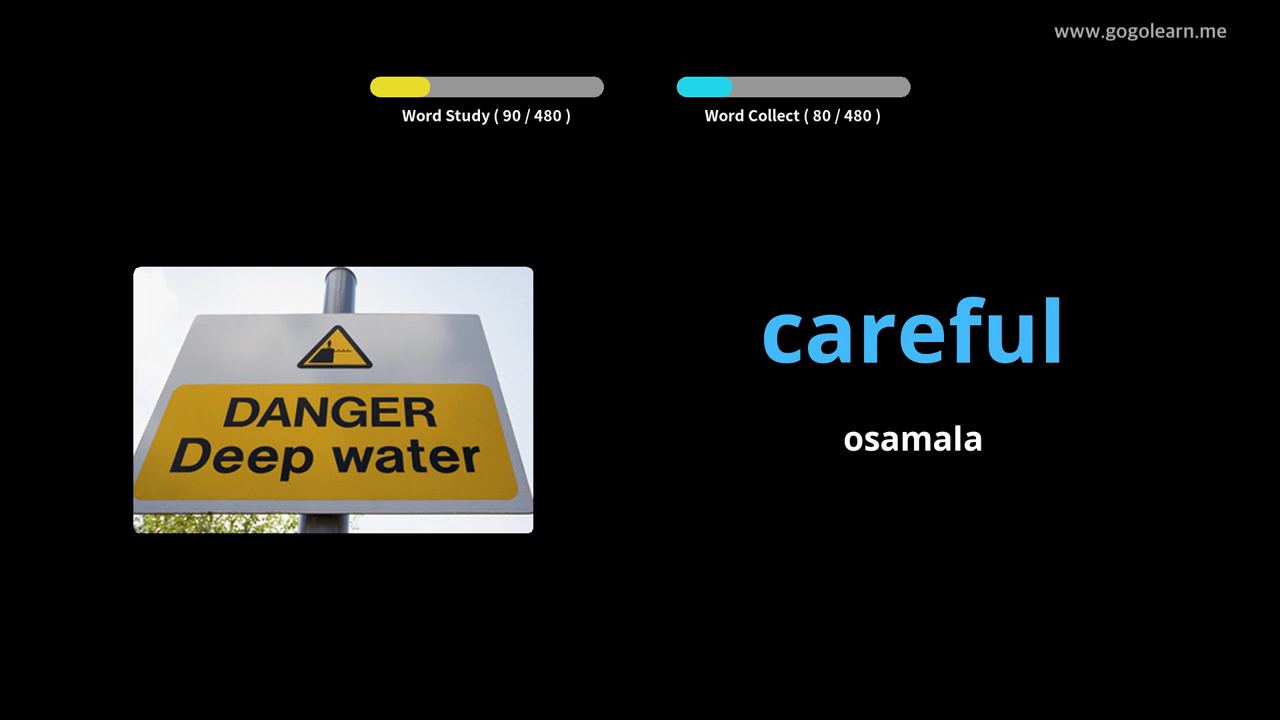 www.gogolearn.me
Word Study ( 90 / 480 )
Word Collect ( 80 / 480 )
DANGER
Deep water
careful
osamala